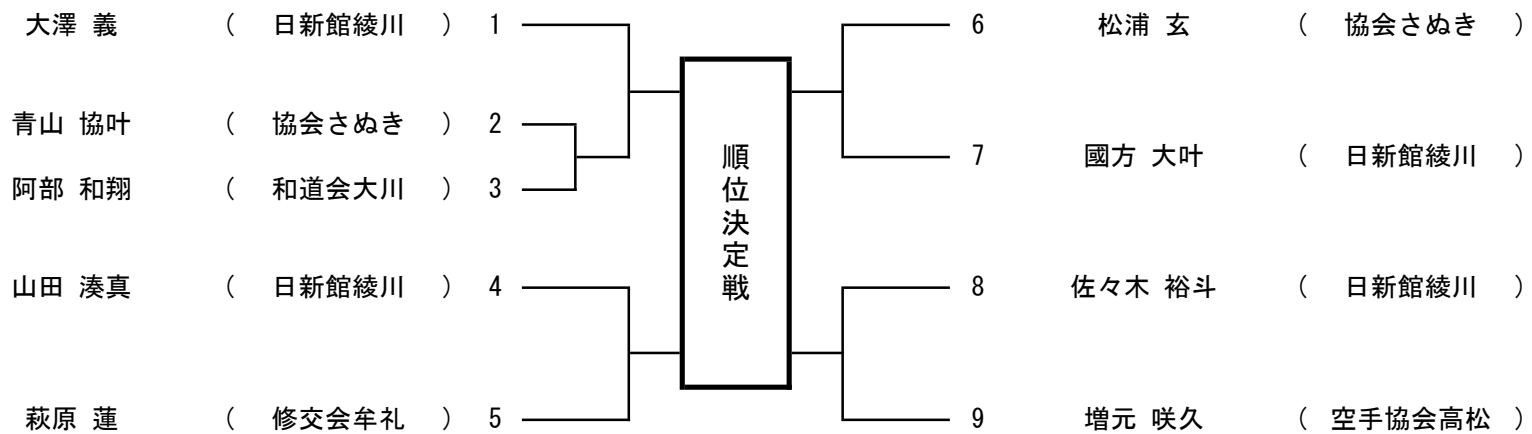 大澤 義 ( 日新館綾川 ) 1
青山 協叶 ( 協会さぬき ) 2
阿部 和翔 ( 和道会大川 ) 3
山田 湊真 ( 日新館綾川 ) 4
萩原 蓮 ( 修交会牟礼 ) 5
順位決定戦
6 松浦 玄 ( 協会さぬき )
7 國方 大叶 ( 日新館綾川 )
8 佐々木 裕斗 ( 日新館綾川 )
9 増元 咲久 ( 空手協会高松 )